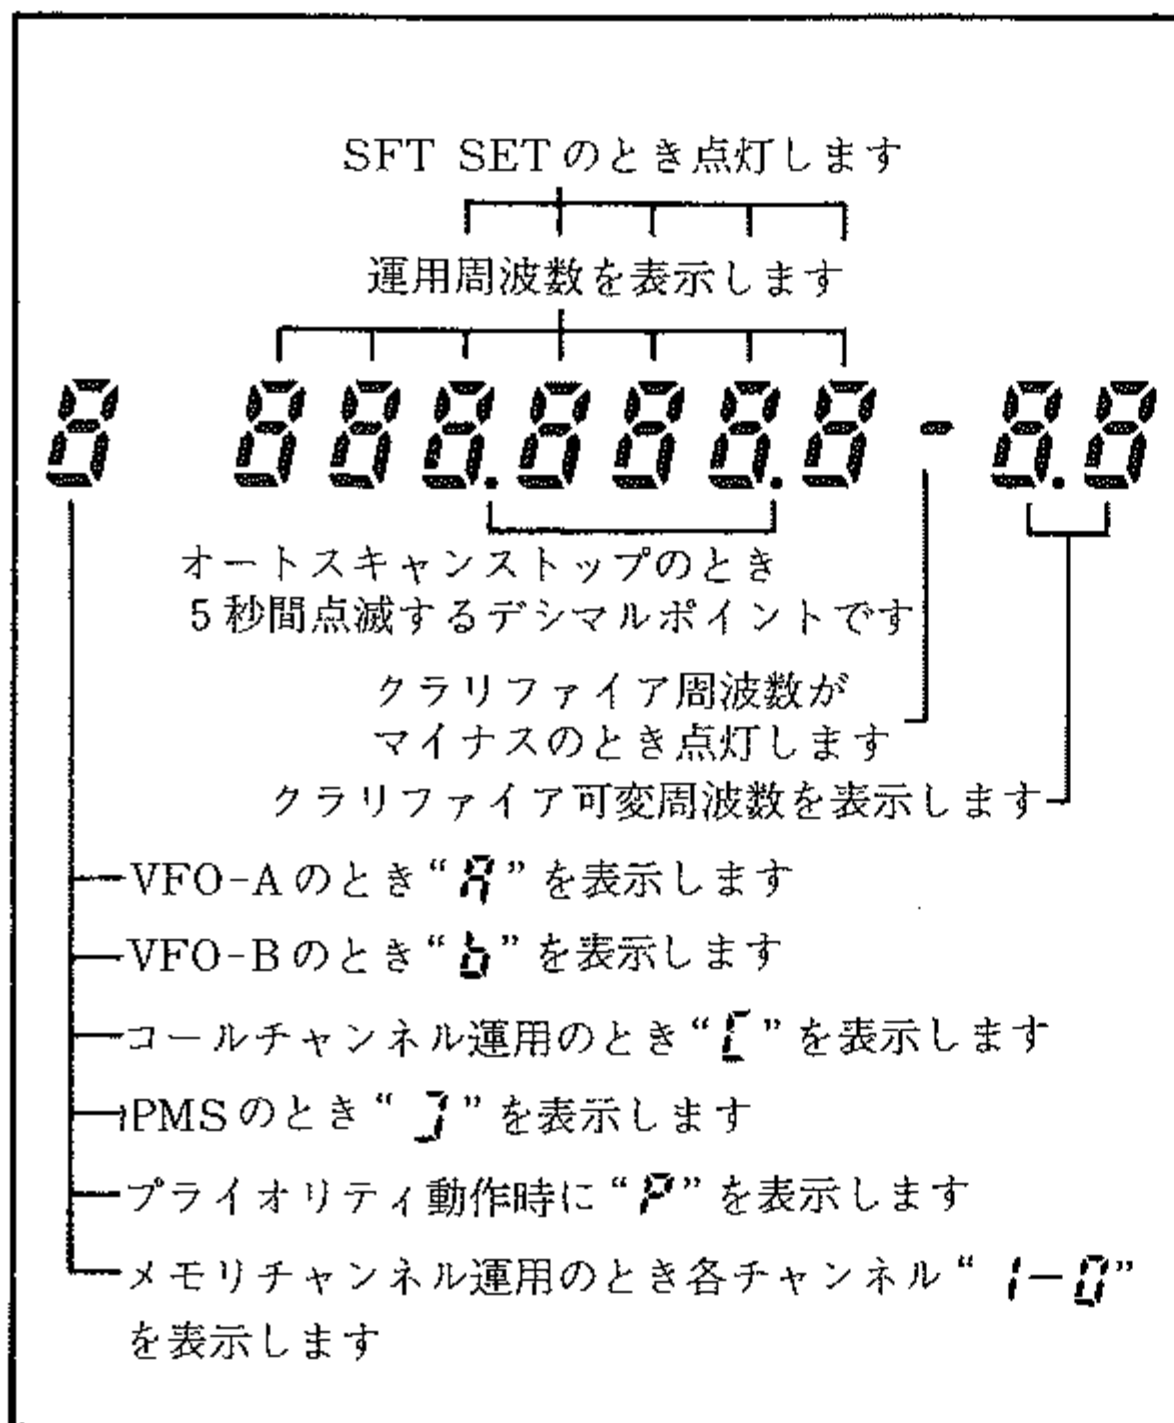 SFT SETのとき点灯します
運用周波数を表示します
8 888.888.8 - 8.8
オートスキャンストップのとき
5秒間点滅するデシマルポイントです
クラリファイア周波数が
マイナスのとき点灯します
クラリファイア可変周波数を表示します
VFO-Aのとき“A”を表示します
VFO-Bのとき“b”を表示します
コールチャンネル運用のとき“[”を表示します
PMSのとき“]”を表示します
プライオリティ動作時に“P”を表示します
メモリチャンネル運用のとき各チャンネル“1-0”
を表示します